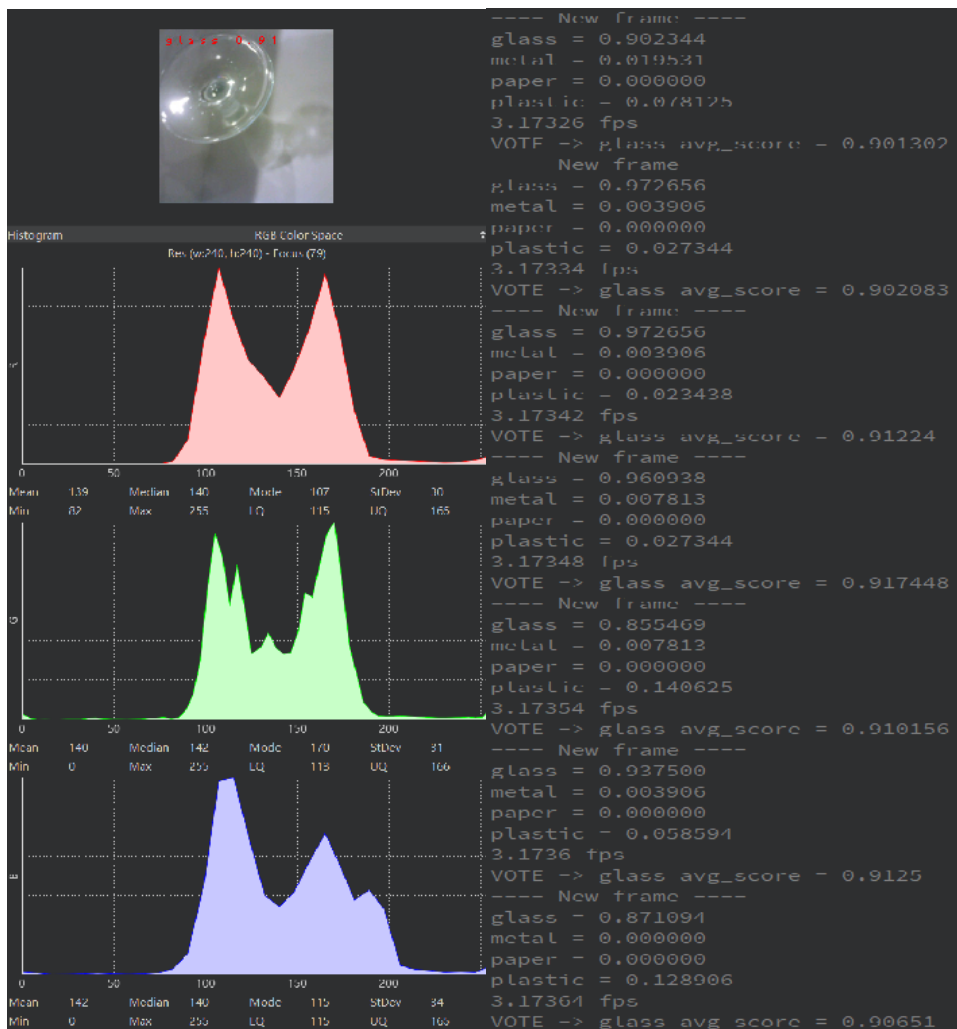 glass 0.91
Histogram RGB Color Space
Res (w:240, h:240) - Focus (79)
R
0 50 100 150 200
Mean 139 Median 140 Mode 107 StDev 30
Min 82 Max 255 LQ 115 UQ 165
G
0 50 100 150 200
Mean 140 Median 142 Mode 170 StDev 31
Min 0 Max 255 LQ 113 UQ 166
B
0 50 100 150 200
Mean 142 Median 140 Mode 115 StDev 34
Min 0 Max 255 LQ 115 UQ 165
---- New frame ----
glass = 0.902344
metal = 0.019531
paper = 0.000000
plastic = 0.078125
3.17326 fps
VOTE -> glass avg_score = 0.901302
New frame
glass = 0.972656
metal = 0.003906
paper = 0.000000
plastic = 0.027344
3.17334 fps
VOTE -> glass avg_score = 0.902083
---- New frame ----
glass = 0.972656
metal = 0.003906
paper = 0.000000
plastic = 0.023438
3.17342 fps
VOTE -> glass avg_score = 0.91224
---- New frame ----
glass = 0.960938
metal = 0.007813
paper = 0.000000
plastic = 0.027344
3.17348 fps
VOTE -> glass avg_score = 0.917448
---- New frame ----
glass = 0.855469
metal = 0.007813
paper = 0.000000
plastic = 0.140625
3.17354 fps
VOTE -> glass avg_score = 0.910156
---- New frame ----
glass = 0.937500
metal = 0.003906
paper = 0.000000
plastic = 0.058594
3.1736 fps
VOTE -> glass avg_score = 0.9125
---- New frame ----
glass = 0.871094
metal = 0.000000
paper = 0.000000
plastic = 0.128906
3.17364 fps
VOTE -> glass avg_score = 0.90651